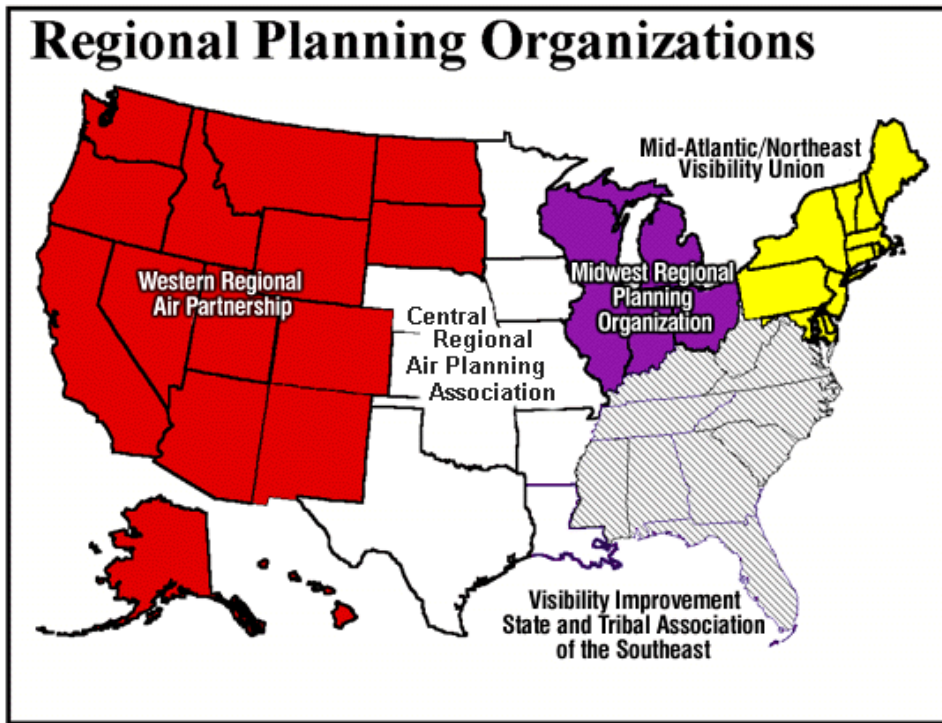 Regional Planning Organizations
Mid-Atlantic/Northeast
Visibility Union
Western Regional
Air Partnership
Midwest Regional
Planning
Organization
Central
Regional
Air Planning
Association
Visibility Improvement
State and Tribal Association
of the Southeast